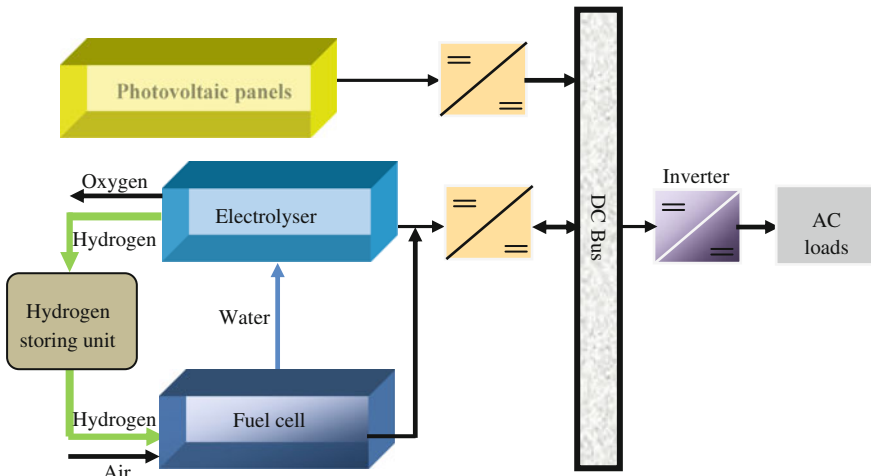 Photovoltaic panels
Oxygen
Electrolyser
Hydrogen
Inverter
DC Bus
AC
loads
Hydrogen
storing unit
Water
Hydrogen
Fuel cell
Air